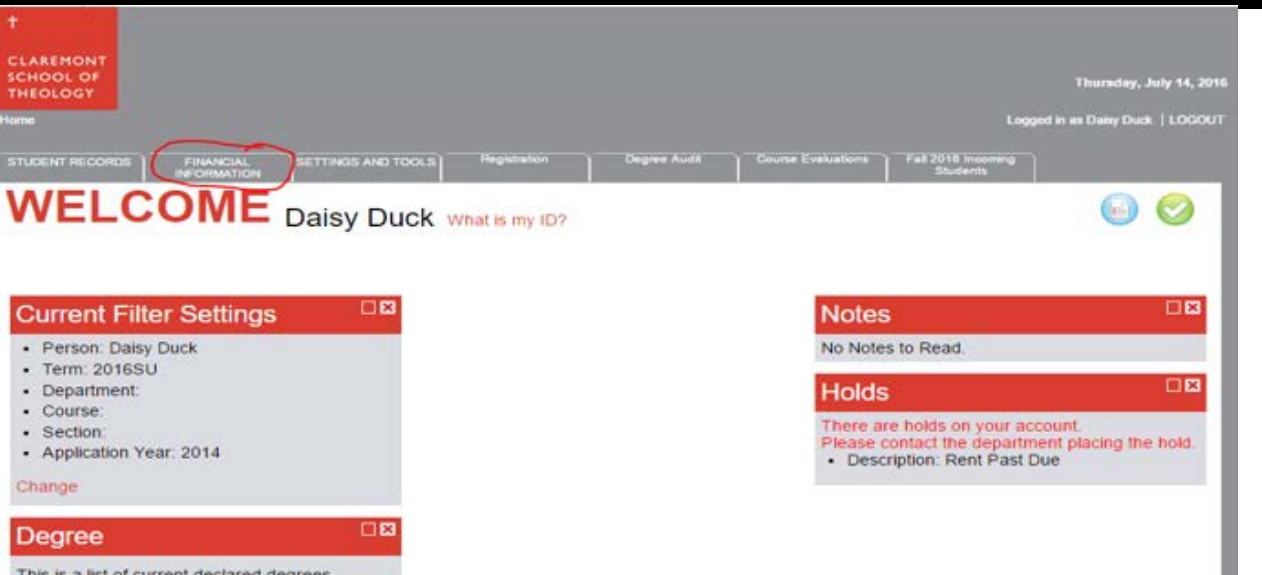 CLAREMONT
SCHOOL OF
THEOLOGY
Thursday, July 14, 2016
Home
Logged in as Daisy Duck | LOGOUT
STUDENT RECORDS
FINANCIAL
INFORMATION
SETTINGS AND TOOLS
Registration
Degree Audit
Course Evaluations
Fall 2016 Incoming
Students
WELCOME Daisy Duck What is my ID?
Current Filter Settings
• Person: Daisy Duck
• Term: 2016SU
• Department:
• Course:
• Section:
• Application Year: 2014
Change
Degree
This is a list of current declared degrees
Notes
No Notes to Read.
Holds
There are holds on your account.
Please contact the department placing the hold.
• Description: Rent Past Due